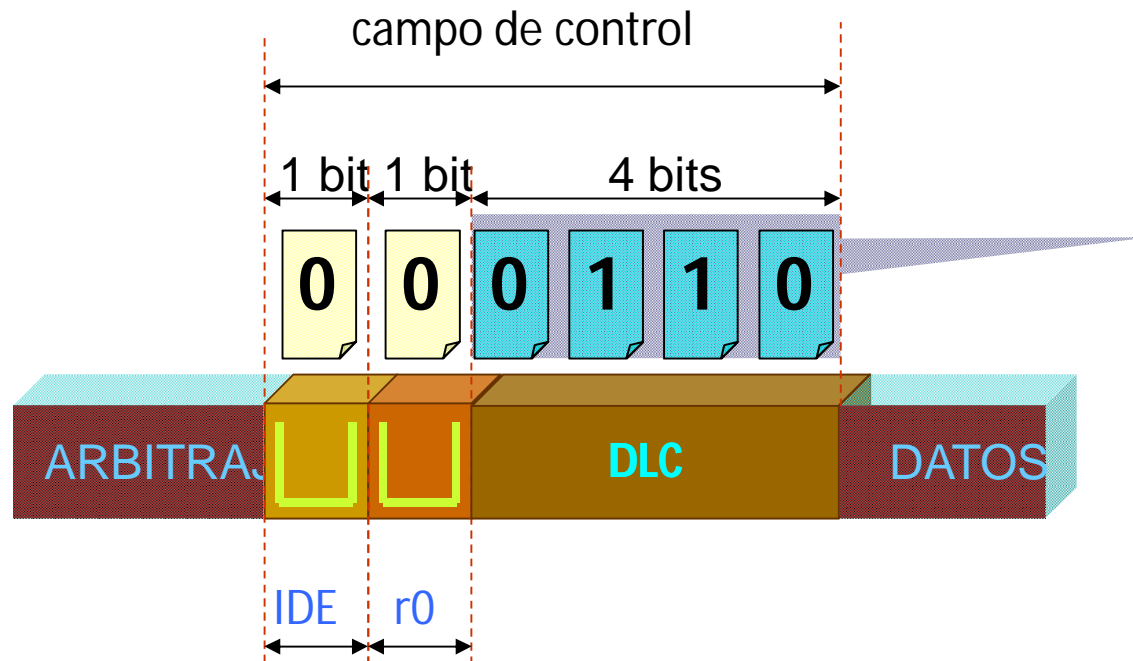 campo de control
1 bit 1 bit 4 bits
0 0 0 1 1 0
ARBITRAJ DLC DATOS
IDE r0